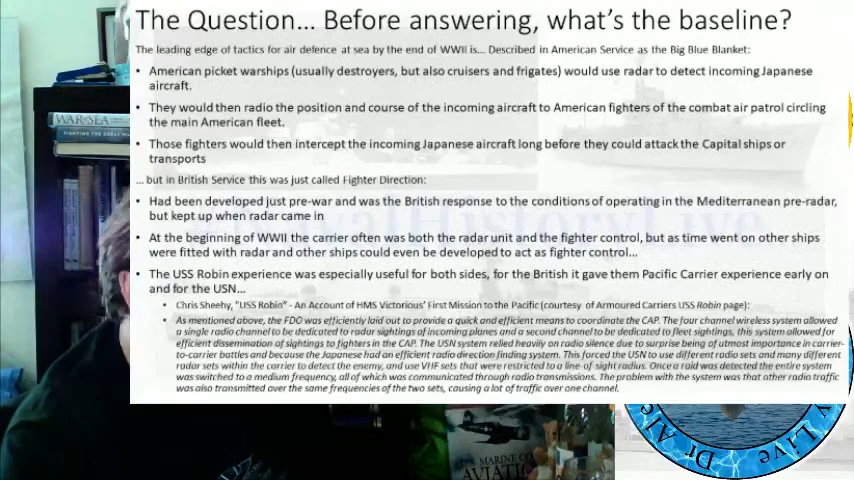 The Question... Before answering, what's the baseline?
The leading edge of tactics for air defence at sea by the end of WWII is... Described in American Service as the Big Blue Blanket:
• American picket warships (usually destroyers, but also cruisers and frigates) would use radar to detect incoming Japanese
aircraft.
• They would then radio the position and course of the incoming aircraft to American fighters of the combat air patrol circling
the main American fleet.
• Those fighters would then intercept the incoming Japanese aircraft long before they could attack the Capital ships or
transports
... but in British Service this was just called Fighter Direction:
• Had been developed just pre-war and was the British response to the conditions of operating in the Mediterranean pre-radar,
but kept up when radar came in
• At the beginning of WWII the carrier often was both the radar unit and the fighter control, but as time went on other ships
were fitted with radar and other ships could even be developed to act as fighter control...
• The USS Robin experience was especially useful for both sides, for the British it gave them Pacific Carrier experience early on
and for the USN...
• Chris Sheehy, "USS Robin" - An Account of HMS Victorious' First Mission to the Pacific (courtesy of Armoured Carriers USS Robin page):
• As mentioned above, the FDO was efficiently laid out to provide a quick and efficient means to coordinate the CAP. The four channel wireless system allowed
a single radio channel to be dedicated to radar sightings of incoming planes and a second channel to be dedicated to fleet sightings, this system allowed for
efficient dissemination of sightings to fighters in the CAP. The USN system relied heavily on radio silence due to surprise being of utmost importance in carrier-
to-carrier battles and because the Japanese had an efficient radio direction finding system. This forced the USN to use different radio sets and many different
radar sets within the carrier to detect the enemy, and use VHF sets that were restricted to a line-of-sight radius. Once a raid was detected the entire system
was switched to a medium frequency, all of which was communicated through radio transmissions. The problem with the system was that other radio traffic
was also transmitted over the same frequencies of the two sets, causing a lot of traffic over one channel.
WAR SEA
FIGHTING THE GREAT
MARINE CO
AVIATIO
Dr Ale
Live